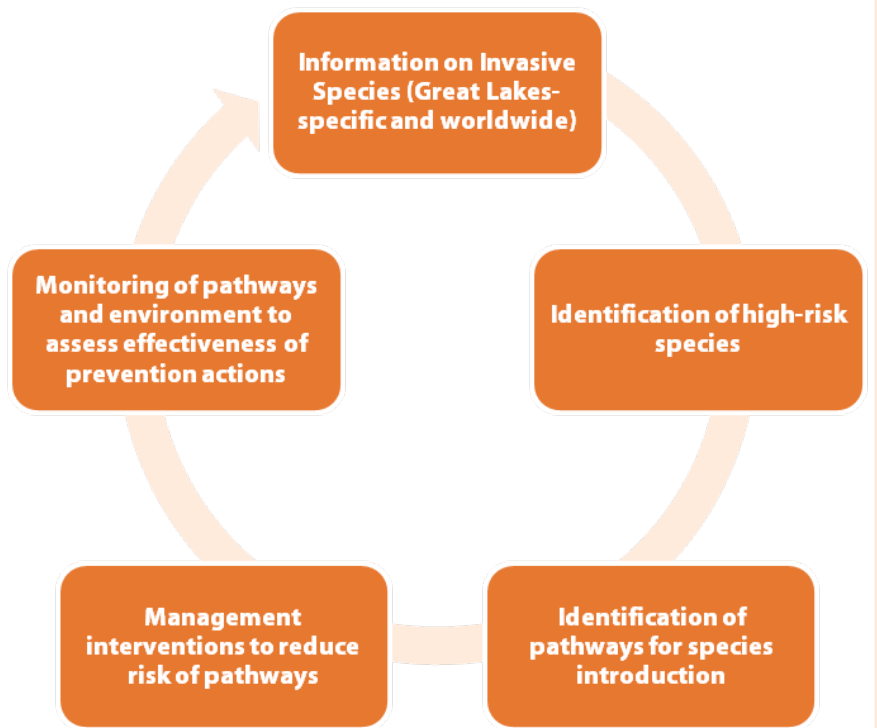 Information on Invasive
Species (Great Lakes-
specific and worldwide)
Identification of high-risk
species
Identification of
pathways for species
introduction
Management
interventions to reduce
risk of pathways
Monitoring of pathways
and environment to
assess effectiveness of
prevention actions